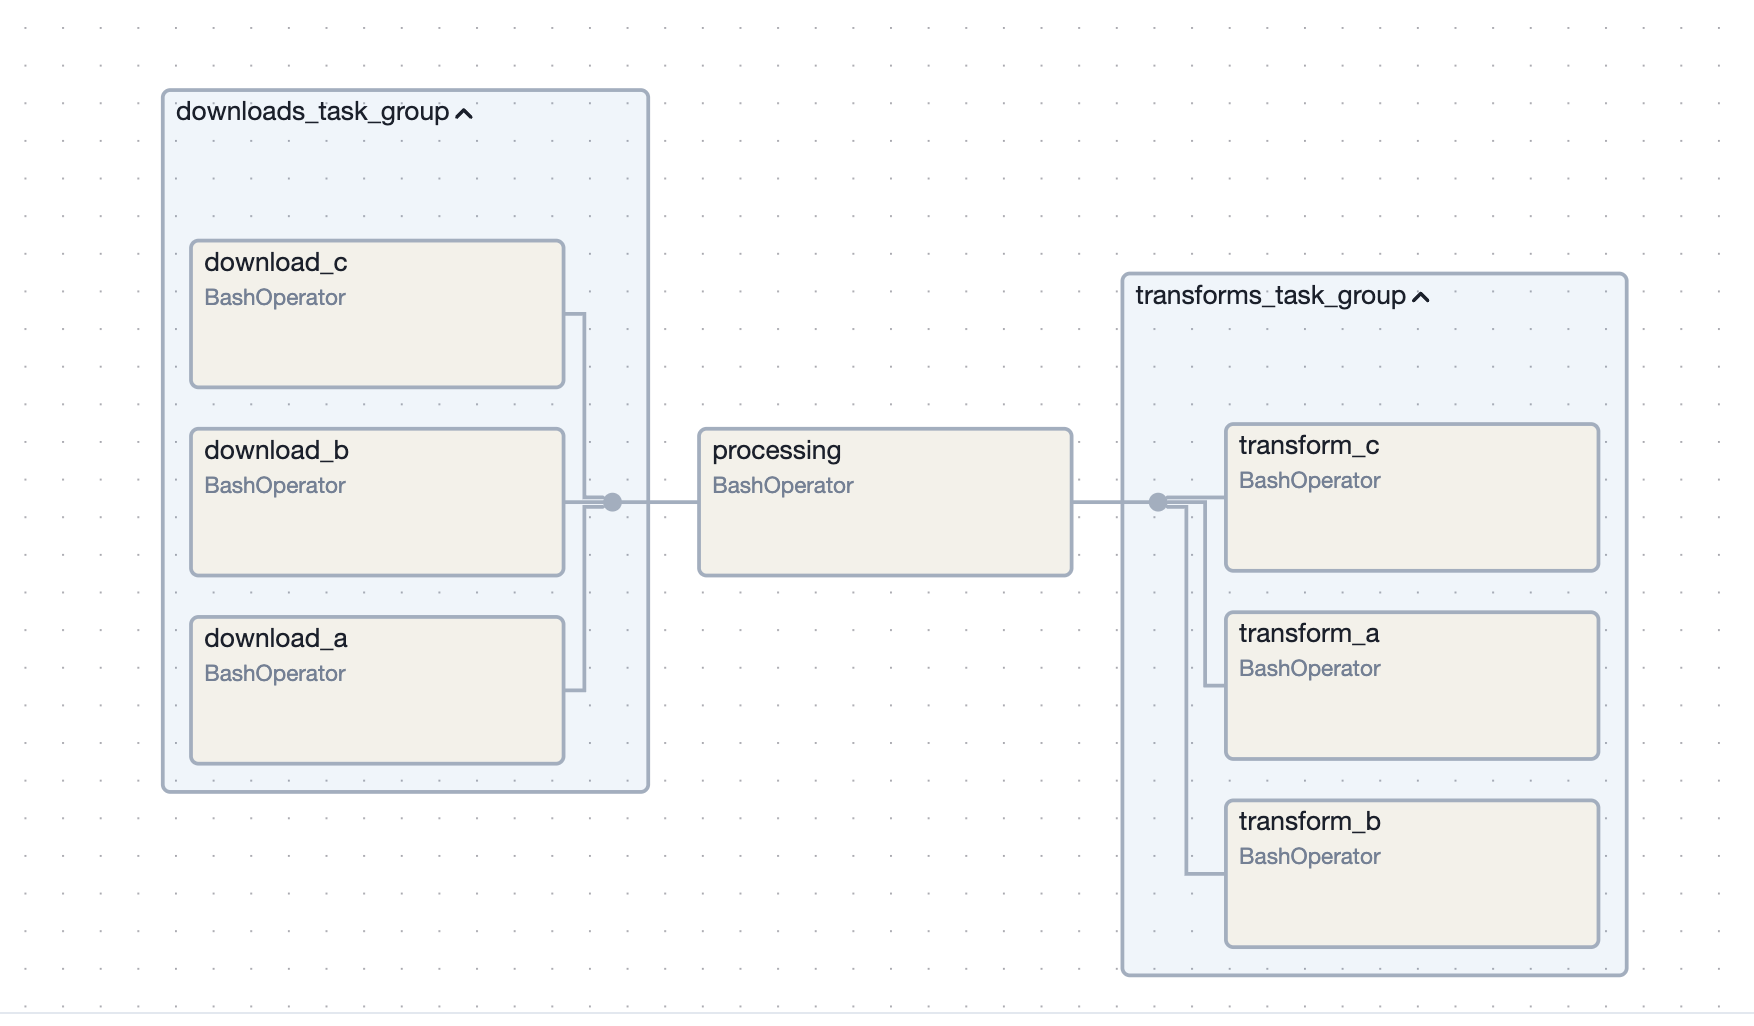 downloads_task_group
download_c
BashOperator
download_b
BashOperator
download_a
BashOperator
processing
BashOperator
transforms_task_group
transform_c
BashOperator
transform_a
BashOperator
transform_b
BashOperator